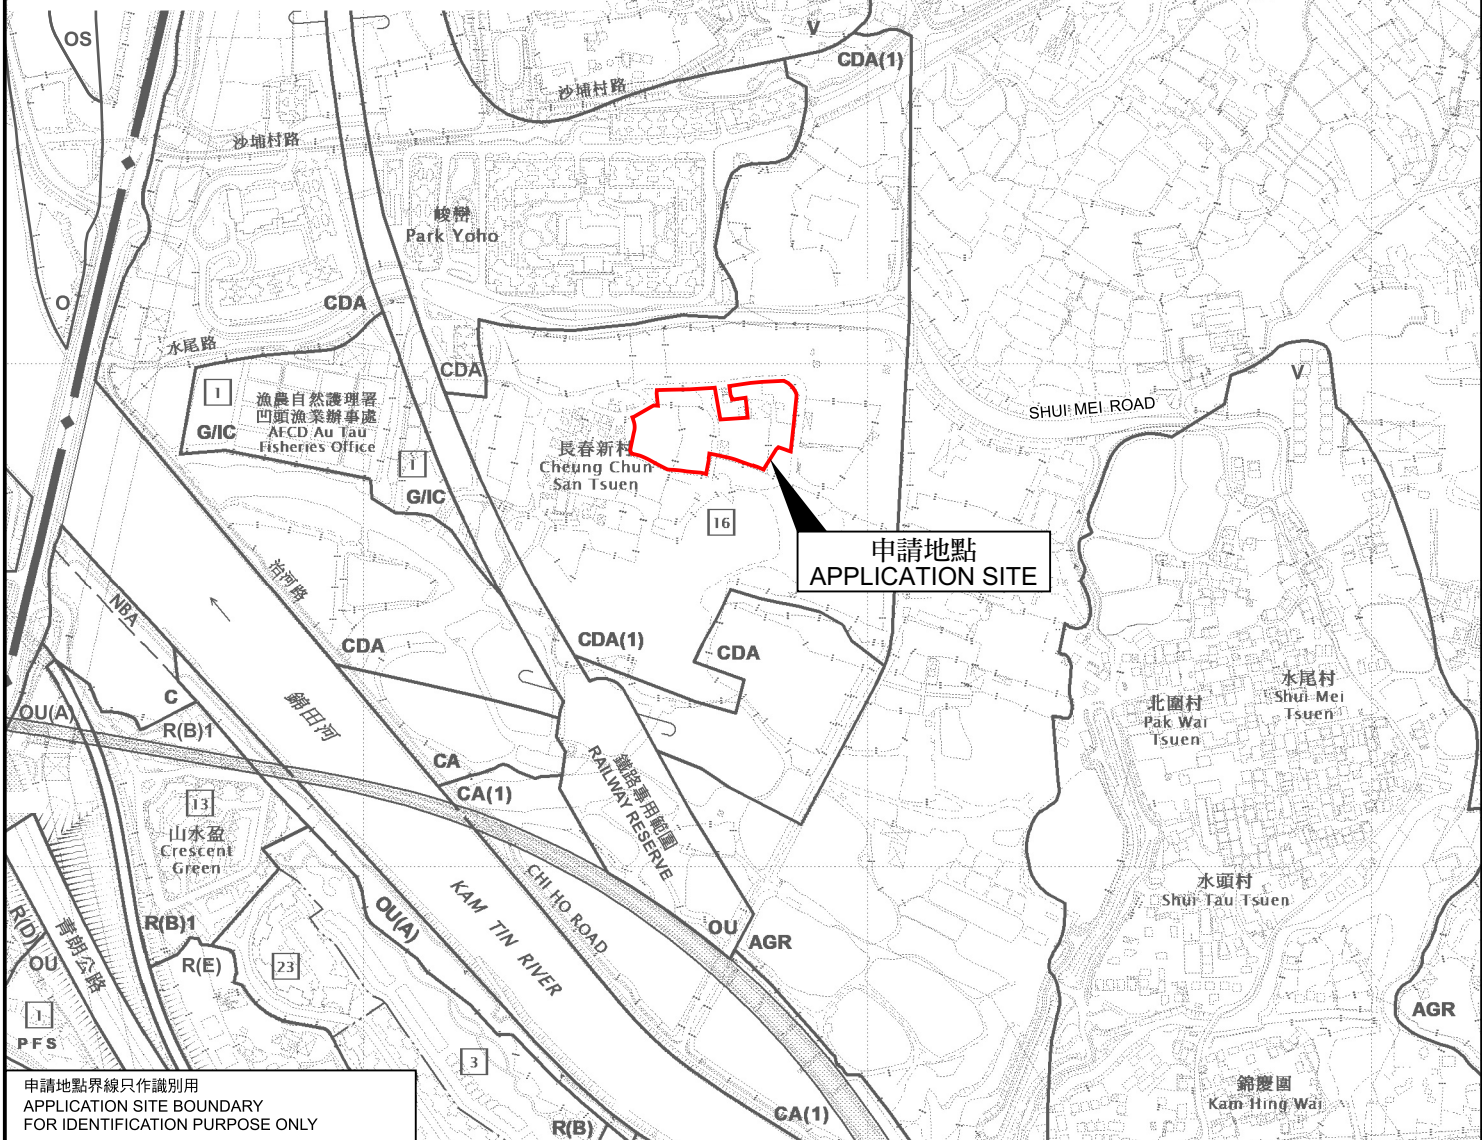 OS
V
CDA(1)
沙埔村路
沙埔村路
峻巒
Park Yoho
O
CDA
水尾路
CDA
1
G/IC
漁農自然護理署
凹頭漁業辦事處
AFCD Au Tau
Fisheries Office
1
G/IC
長春新村
Cheung Chun
San Tsuen
16
SHUI MEI ROAD
V
申請地點
APPLICATION SITE
治河路
NBA
CDA
CDA(1)
CDA
C
OU(A)
R(B)1
錦田河
水尾村
Shui Mei
Tsuen
北圍村
Pak Wai
Tsuen
CA
CA(1)
鐵路專用範圍
RAILWAY RESERVE
13
山水盈
Crescent
Green
水頭村
Shui Tau Tsuen
KAM TIN RIVER
CHI HO ROAD
OU(A)
R(B)1
R(D)
OU
青朗公路
R(E)
23
OU
AGR
AGR
1
PFS
3
錦慶圍
Kam Hing Wai
CA(1)
R(B)
申請地點界線只作識別用
APPLICATION SITE BOUNDARY
FOR IDENTIFICATION PURPOSE ONLY